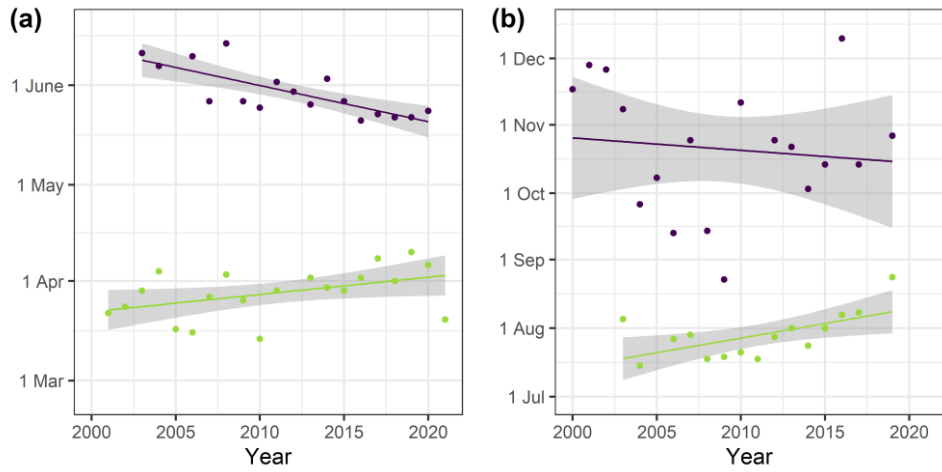 (a)
1 June
1 May
1 Apr
1 Mar
2000 2005 2010 2015 2020
Year
(b)
1 Dec
1 Nov
1 Oct
1 Sep
1 Aug
1 Jul
2000 2005 2010 2015 2020
Year